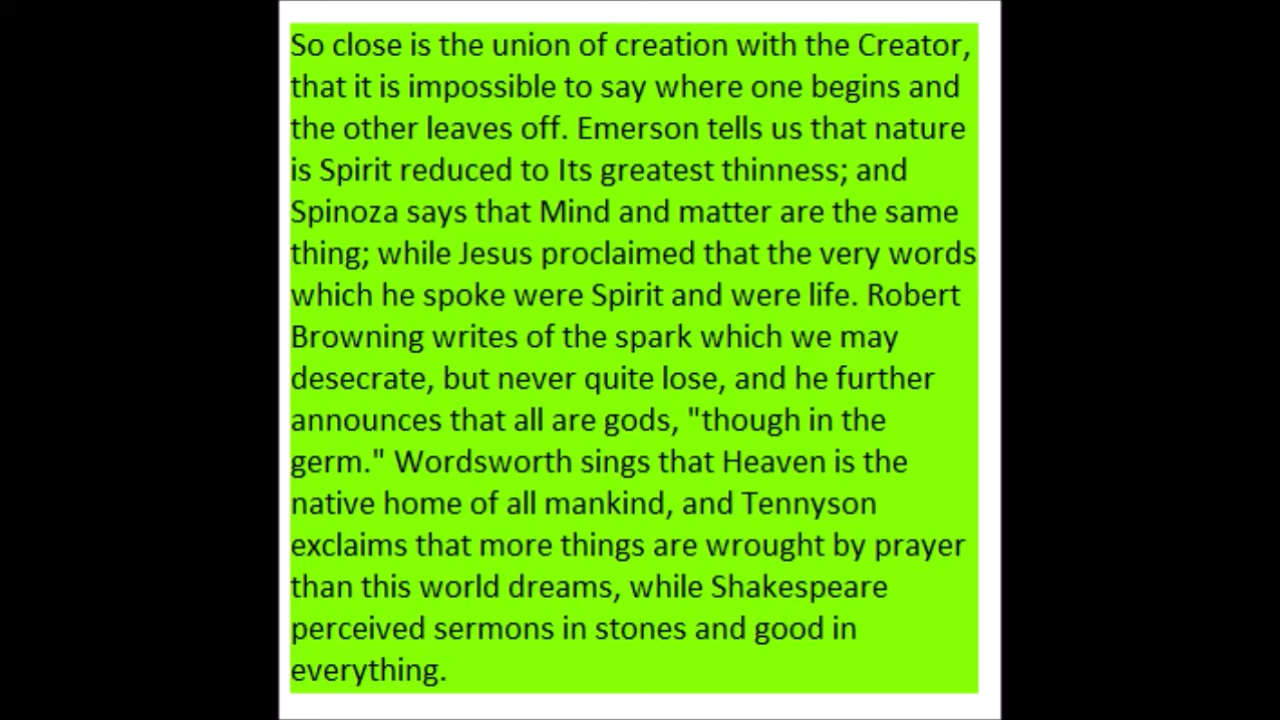 So close is the union of creation with the Creator,
that it is impossible to say where one begins and
the other leaves off. Emerson tells us that nature
is Spirit reduced to Its greatest thinness; and
Spinoza says that Mind and matter are the same
thing; while Jesus proclaimed that the very words
which he spoke were Spirit and were life. Robert
Browning writes of the spark which we may
desecrate, but never quite lose, and he further
announces that all are gods, "though in the
germ." Wordsworth sings that Heaven is the
native home of all mankind, and Tennyson
exclaims that more things are wrought by prayer
than this world dreams, while Shakespeare
perceived sermons in stones and good in
everything.